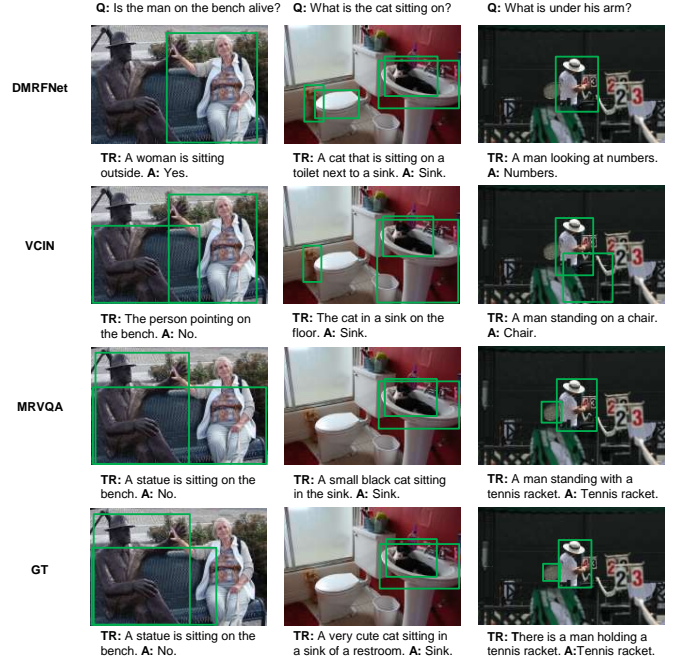 Q: Is the man on the bench alive? Q: What is the cat sitting on? Q: What is under his arm?
DMRFNet
TR: A woman is sitting
outside. A: Yes.
TR: A cat that is sitting on a
toilet next to a sink. A: Sink.
TR: A man looking at numbers.
A: Numbers.
VCIN
TR: The person pointing on
the bench. A: No.
TR: The cat in a sink on the
floor. A: Sink.
TR: A man standing on a chair.
A: Chair.
MRVQA
TR: A statue is sitting on the
bench. A: No.
TR: A small black cat sitting
in the sink. A: Sink.
TR: A man standing with a
tennis racket. A: Tennis racket.
GT
TR: A statue is sitting on the
bench. A: No.
TR: A very cute cat sitting in
a sink of a restroom. A: Sink.
TR: There is a man holding a
tennis racket. A:Tennis racket.